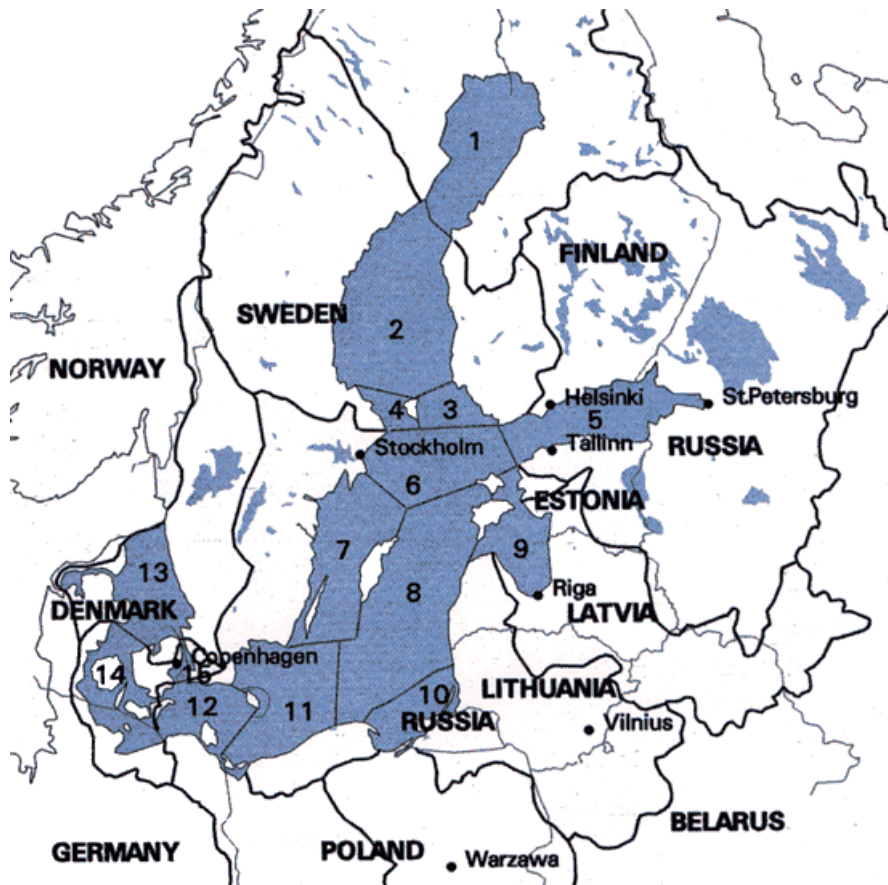 1
FINLAND
SWEDEN
2
NORWAY
4
3
Helsinki
5
St.Petersburg
Stockholm
Tallinn
RUSSIA
6
ESTONIA
7
9
13
8
Riga
DENMARK
LATVIA
Copenhagen
14
15
10
LITHUANIA
12
11
RUSSIA
Vilnius
BELARUS
GERMANY
POLAND
Warzawa